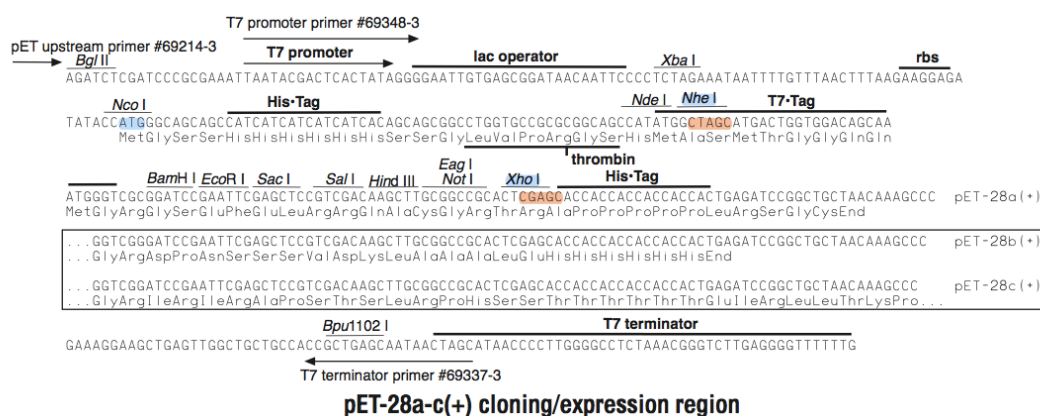 T7 promoter primer #69348-3
pET upstream primer #69214-3
Bgl II T7 promoter lac operator Xba I rbs
AGATCTCGATCCCGCGAAATTAATACGACTCACTATAGGGGAATTGTGAGCGGATAACAATTCCCCTCTAGAAATAATTTTGTTTAACTTTAAGAAGGAGA
Nco I His•Tag Nde I Nhe I T7•Tag
TATACCATGGGCAGCAGCCATCATCATCATCATCACAGCAGCGGCCTGGTGCCGCGCGGCAGCCATATGGCTAGCATGACTGGTGGACAGCAA
MetGlySerSerHisHisHisHisHisHisSerSerGlyLeuValProArgGlySerHisMetAlaSerMetThrGlyGlyGlnGln
thrombin
BamH I EcoR I Sac I Sal I Hind III Eag I Not I Xho I His•Tag
ATGGGTCGCGGATCCGAATTCGAGCTCCGTCGACAAGCTTGCGGCCGCACTCGAGCACCACCACCACCACCACTGAGATCCGGCTGCTAACAAAGCCC pET-28a(+)
MetGlyArgGlySerGluPheGluLeuArgArgGlnAlaCysGlyArgThrArgAlaProProProProProProLeuArgSerGlyCysEnd
...GGTCGGGATCCGAATTCGAGCTCCGTCGACAAGCTTGCGGCCGCACTCGAGCACCACCACCACCACCACTGAGATCCGGCTGCTAACAAAGCCC pET-28b(+)
...GlyArgAspProAsnSerSerSerValAspLysLeuAlaAlaAlaLeuGluHisHisHisHisHisHisEnd
...GGTCGGATCCGAATTCGAGCTCCGTCGACAAGCTTGCGGCCGCACTCGAGCACCACCACCACCACCACTGAGATCCGGCTGCTAACAAAGCCC pET-28c(+)
...GlyArgIleArgIleArgAlaProSerThrSerLeuArgProHisSerSerThrThrThrThrThrThrGluIleArgLeuLeuThrLysPro...
Bpu1102 I T7 terminator
GAAAGGAAGCTGAGTTGGCTGCTGCCACCGCTGAGCAATAACTAGCATAACCCCTTGGGGCCTCTAAACGGGTCTTGAGGGGTTTTTTG
T7 terminator primer #69337-3
pET-28a-c(+) cloning/expression region